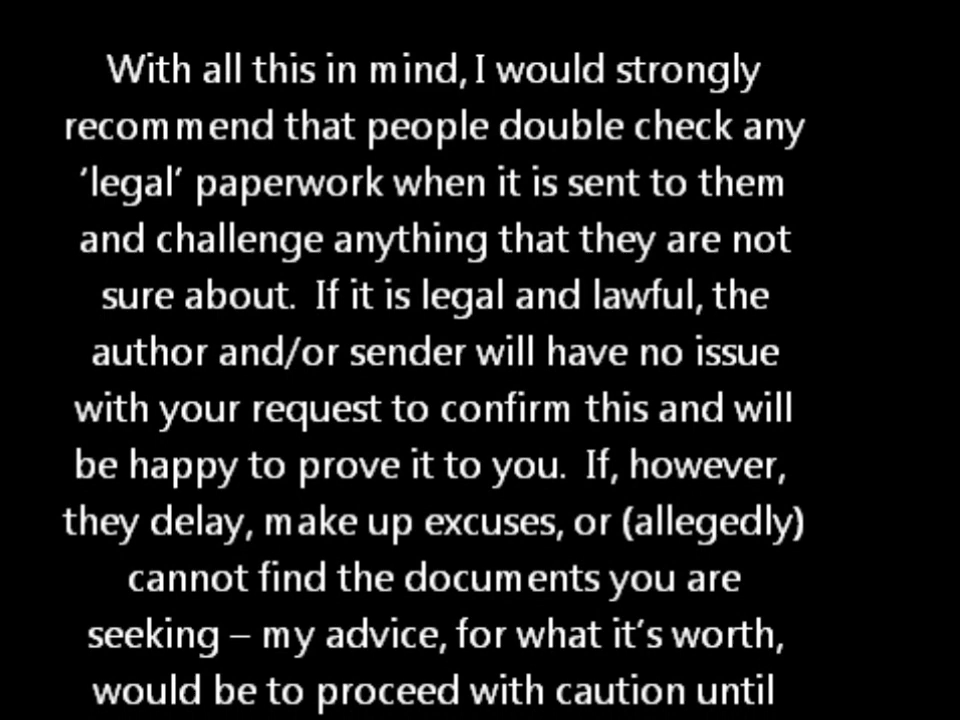 With all this in mind, I would strongly
recommend that people double check any
‘legal’ paperwork when it is sent to them
and challenge anything that they are not
sure about.  If it is legal and lawful, the
author and/or sender will have no issue
with your request to confirm this and will
be happy to prove it to you.  If, however,
they delay, make up excuses, or (allegedly)
cannot find the documents you are
seeking – my advice, for what it’s worth,
would be to proceed with caution until